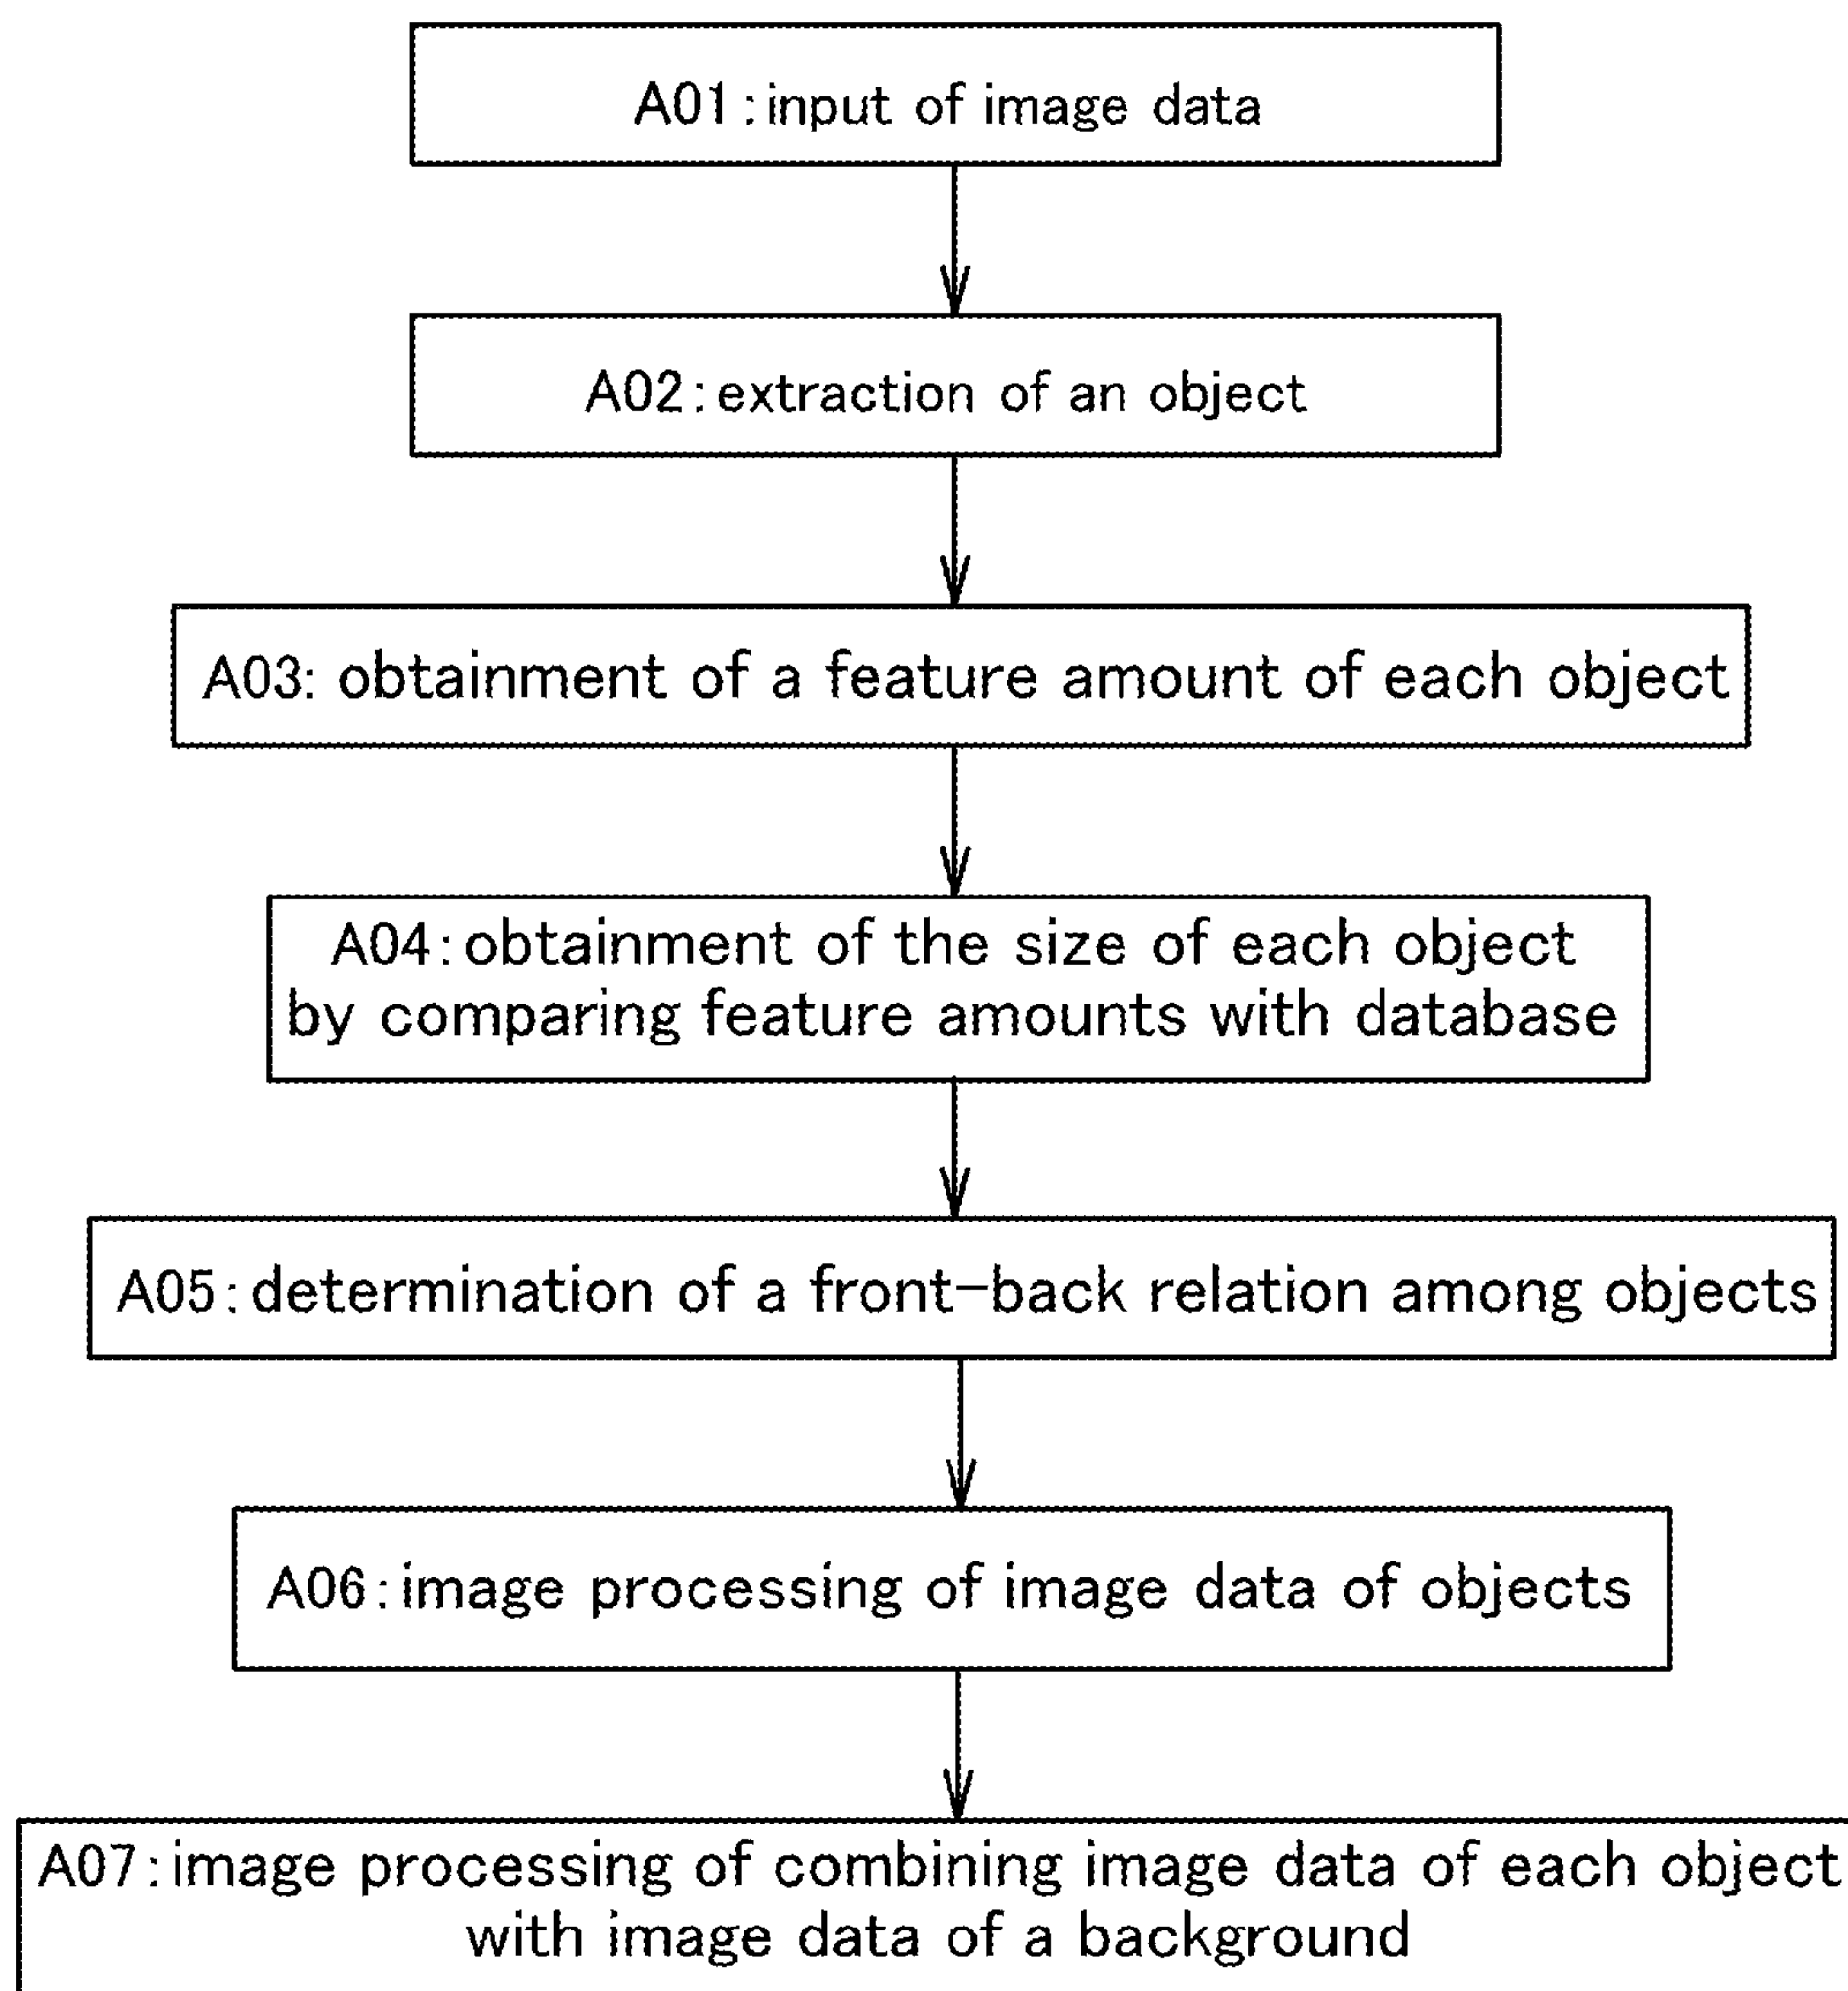 A01:input of image data
A02:extraction of an object
A03: obtainment of a feature amount of each object
A04:obtainment of the size of each object
by comparing feature amounts with database
A05:determination of a front-back relation among objects
A06:image processing of image data of objects
A07:image processing of combining image data of each object
with image data of a background